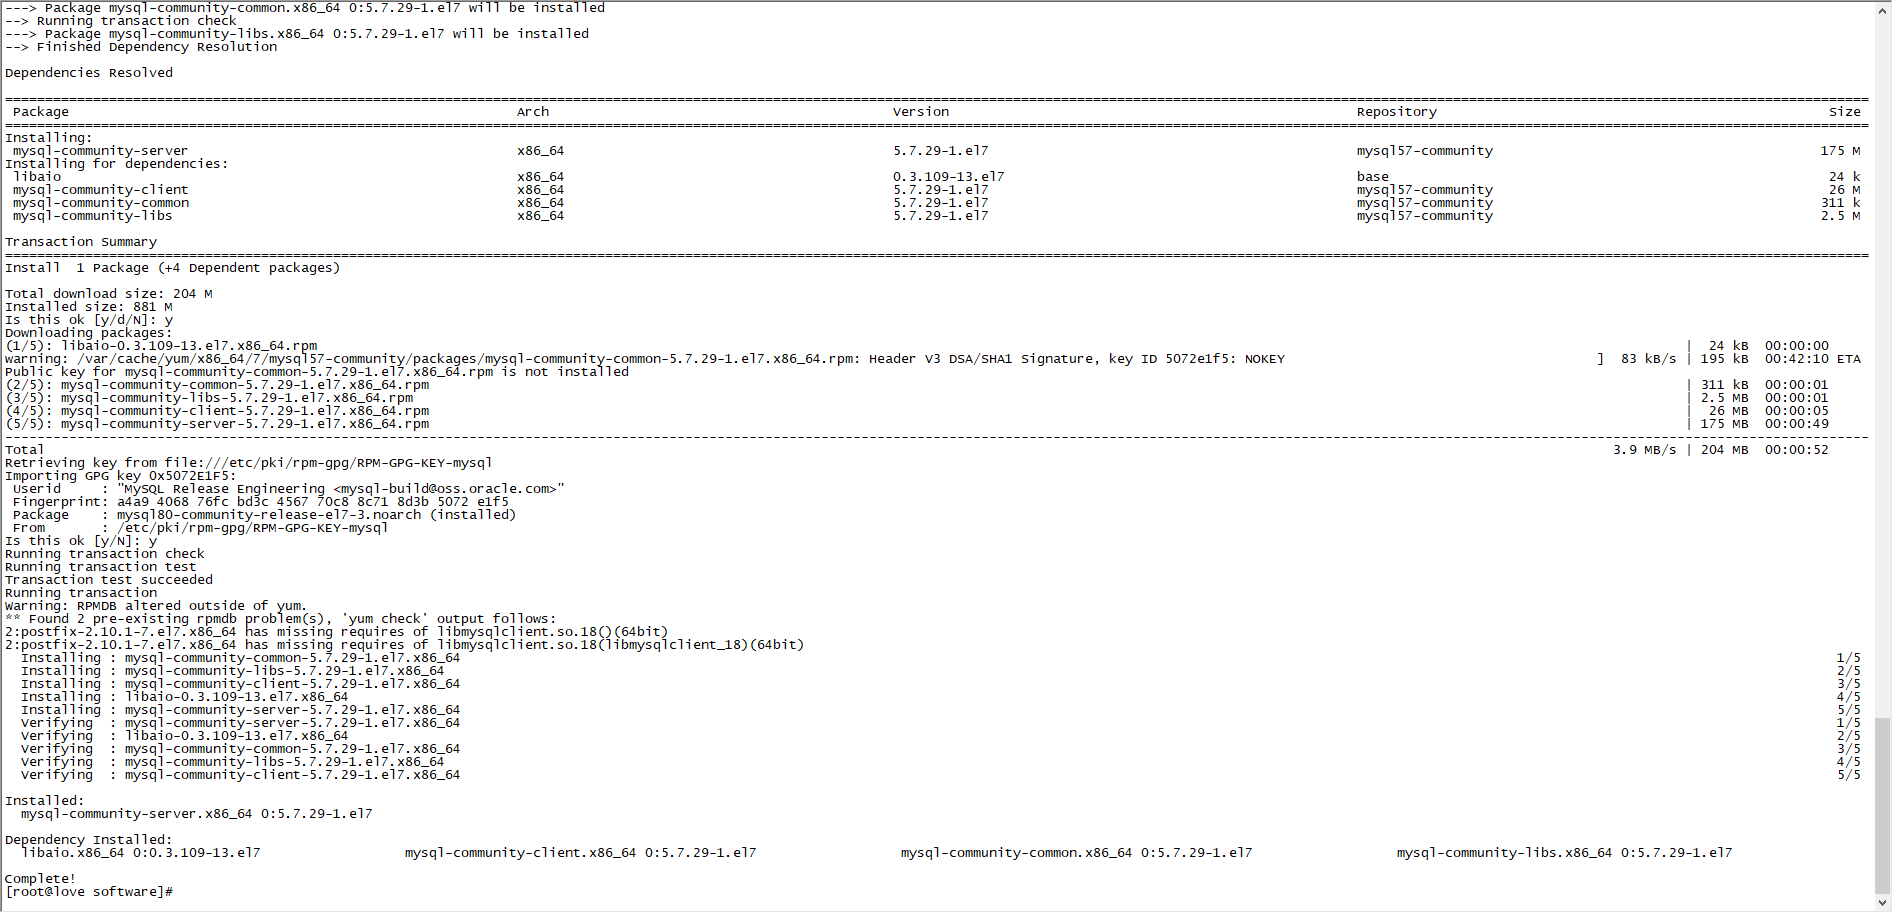 ---> Package mysql-community-common.x86_64 0:5.7.29-1.el7 will be installed
--> Running transaction check
---> Package mysql-community-libs.x86_64 0:5.7.29-1.el7 will be installed
--> Finished Dependency Resolution
Dependencies Resolved
Package Arch Version Repository Size
Installing:
mysql-community-server x86_64 5.7.29-1.el7 mysql57-community 175 M
Installing for dependencies:
libaio x86_64 0.3.109-13.el7 base 24 k
mysql-community-client x86_64 5.7.29-1.el7 mysql57-community 26 M
mysql-community-common x86_64 5.7.29-1.el7 mysql57-community 311 k
mysql-community-libs x86_64 5.7.29-1.el7 mysql57-community 2.5 M
Transaction Summary
Install 1 Package (+4 Dependent packages)
Total download size: 204 M
Installed size: 881 M
Is this ok [y/d/N]: y
Downloading packages:
(1/5): libaio-0.3.109-13.el7.x86_64.rpm | 24 kB 00:00:00
warning: /var/cache/yum/x86_64/7/mysql57-community/packages/mysql-community-common-5.7.29-1.el7.x86_64.rpm: Header V3 DSA/SHA1 Signature, key ID 5072e1f5: NOKEY ] 83 kB/s | 195 kB 00:42:10 ETA
Public key for mysql-community-common-5.7.29-1.el7.x86_64.rpm is not installed
(2/5): mysql-community-common-5.7.29-1.el7.x86_64.rpm | 311 kB 00:00:01
(3/5): mysql-community-libs-5.7.29-1.el7.x86_64.rpm | 2.5 MB 00:00:01
(4/5): mysql-community-client-5.7.29-1.el7.x86_64.rpm | 26 MB 00:00:05
(5/5): mysql-community-server-5.7.29-1.el7.x86_64.rpm | 175 MB 00:00:49
Total 3.9 MB/s | 204 MB 00:00:52
Retrieving key from file:///etc/pki/rpm-gpg/RPM-GPG-KEY-mysql
Importing GPG key 0x5072E1F5:
Userid : "MySQL Release Engineering <mysql-build@oss.oracle.com>"
Fingerprint: a4a9 4068 76fc bd3c 4567 70c8 8c71 8d3b 5072 e1f5
Package : mysql80-community-release-el7-3.noarch (installed)
From : /etc/pki/rpm-gpg/RPM-GPG-KEY-mysql
Is this ok [y/N]: y
Running transaction check
Running transaction test
Transaction test succeeded
Running transaction
Warning: RPMDB altered outside of yum.
** Found 2 pre-existing rpmdb problem(s), 'yum check' output follows:
2:postfix-2.10.1-7.el7.x86_64 has missing requires of libmysqlclient.so.18()(64bit)
2:postfix-2.10.1-7.el7.x86_64 has missing requires of libmysqlclient.so.18(libmysqlclient_18)(64bit)
Installing : mysql-community-common-5.7.29-1.el7.x86_64 1/5
Installing : mysql-community-libs-5.7.29-1.el7.x86_64 2/5
Installing : mysql-community-client-5.7.29-1.el7.x86_64 3/5
Installing : libaio-0.3.109-13.el7.x86_64 4/5
Installing : mysql-community-server-5.7.29-1.el7.x86_64 5/5
Verifying : mysql-community-server-5.7.29-1.el7.x86_64 1/5
Verifying : libaio-0.3.109-13.el7.x86_64 2/5
Verifying : mysql-community-common-5.7.29-1.el7.x86_64 3/5
Verifying : mysql-community-libs-5.7.29-1.el7.x86_64 4/5
Verifying : mysql-community-client-5.7.29-1.el7.x86_64 5/5
Installed:
mysql-community-server.x86_64 0:5.7.29-1.el7
Dependency Installed:
libaio.x86_64 0:0.3.109-13.el7 mysql-community-client.x86_64 0:5.7.29-1.el7 mysql-community-common.x86_64 0:5.7.29-1.el7 mysql-community-libs.x86_64 0:5.7.29-1.el7
Complete!
[root@love software]#